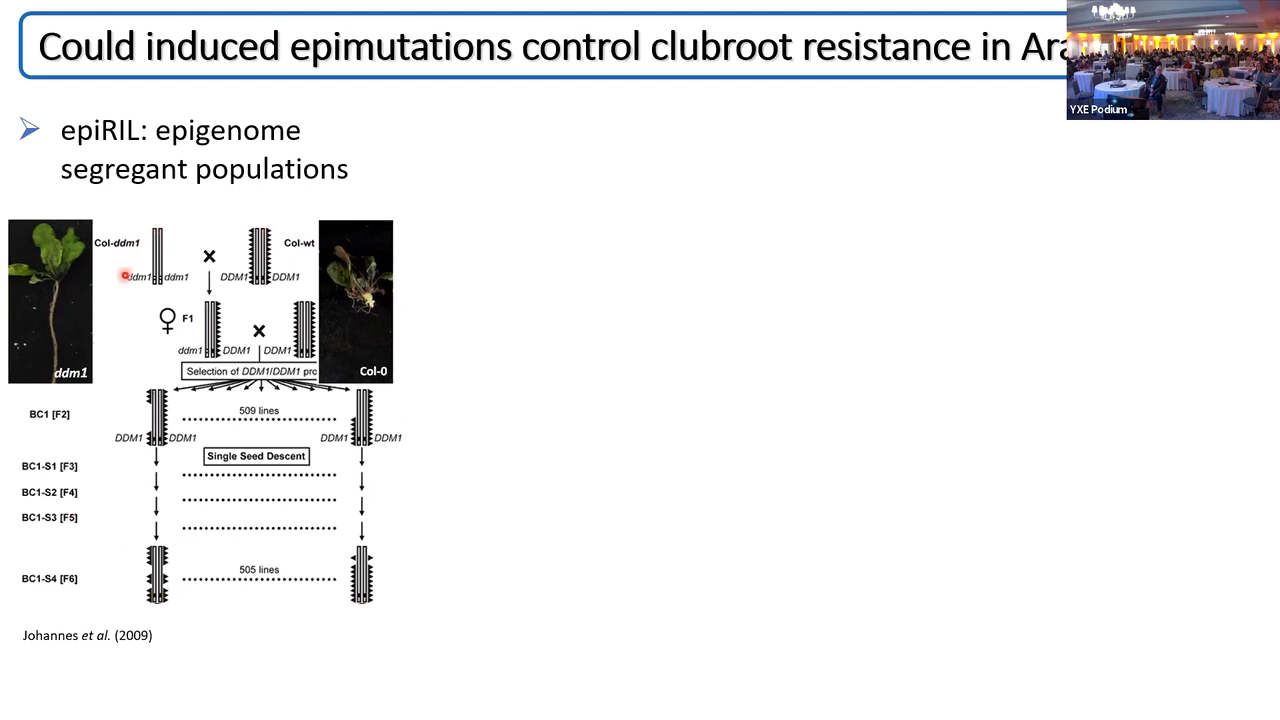 Could induced epimutations control clubroot resistance in Ara
YXE Podium
epiRIL: epigenome
segregant populations
Col-ddm1
Col-wt
ddm1 ddm1
DDM1 DDM1
F1
ddm1 DDM1 DDM1
ddm1
Col-0
Selection of DDM1/DDM1 pro
BC1 [F2]
509 lines
DDM1 DDM1
DDM1 DDM1
Single Seed Descent
BC1-S1 [F3]
BC1-S2 [F4]
BC1-S3 [F5]
BC1-S4 [F6]
505 lines
Johannes et al. (2009)